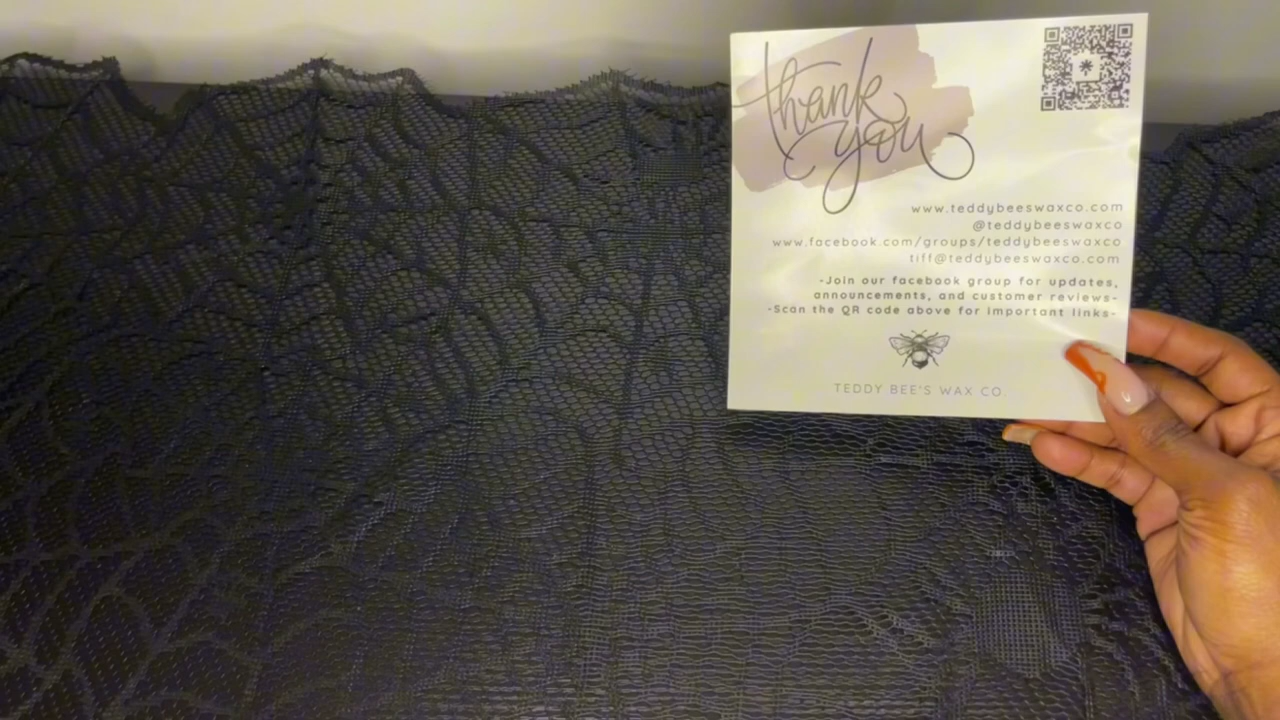 thank
you
www.teddybeeswaxco.com
@teddybeeswaxco
www.facebook.com/groups/teddybeeswaxco
tiff@teddybeeswaxco.com
-Join our facebook group for updates,
announcements, and customer reviews-
-Scan the QR code above for important links-
TEDDY BEE'S WAX CO.